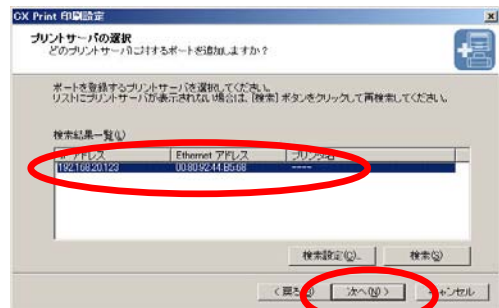 CX Print 印刷設定
プリントサーバの選択
どのプリントサーバに対するポートを追加しますか?
ポートを登録するプリントサーバを選択してください。
リストにプリントサーバが表示されない場合は、[検索]ボタンをクリックして再検索してください。
検索結果一覧(L)
IPアドレス Ethernet アドレス プリンタ名
192.168.20.123 00:80:92:44:B5:68 ----
検索設定(O)... 検索(S)
< 戻る(B) 次へ(N) > キャンセル